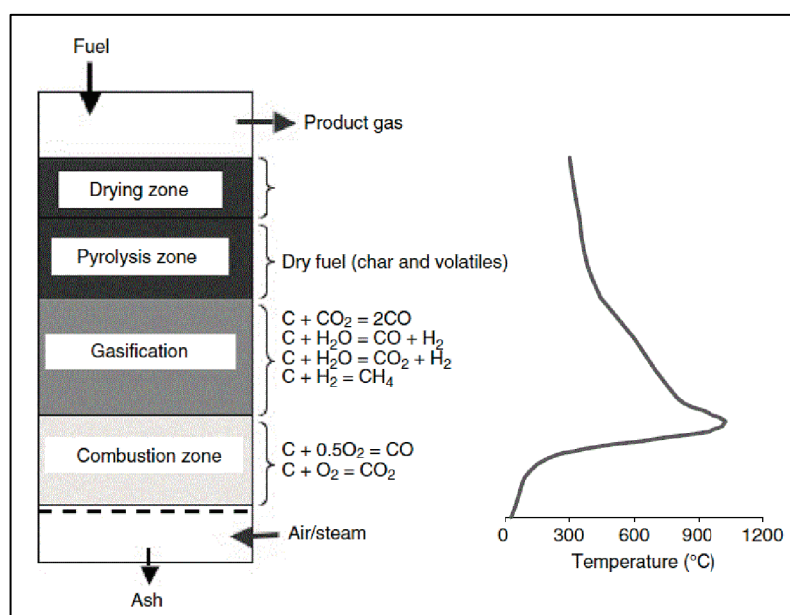 Fuel
Product gas
Drying zone
Pyrolysis zone
Dry fuel (char and volatiles)
Gasification
C + CO₂ = 2CO
C + H₂O = CO + H₂
C + H₂O = CO₂ + H₂
C + H₂ = CH₄
Combustion zone
C + 0.5O₂ = CO
C + O₂ = CO₂
Air/steam
Ash
0 300 600 900 1200
Temperature (°C)